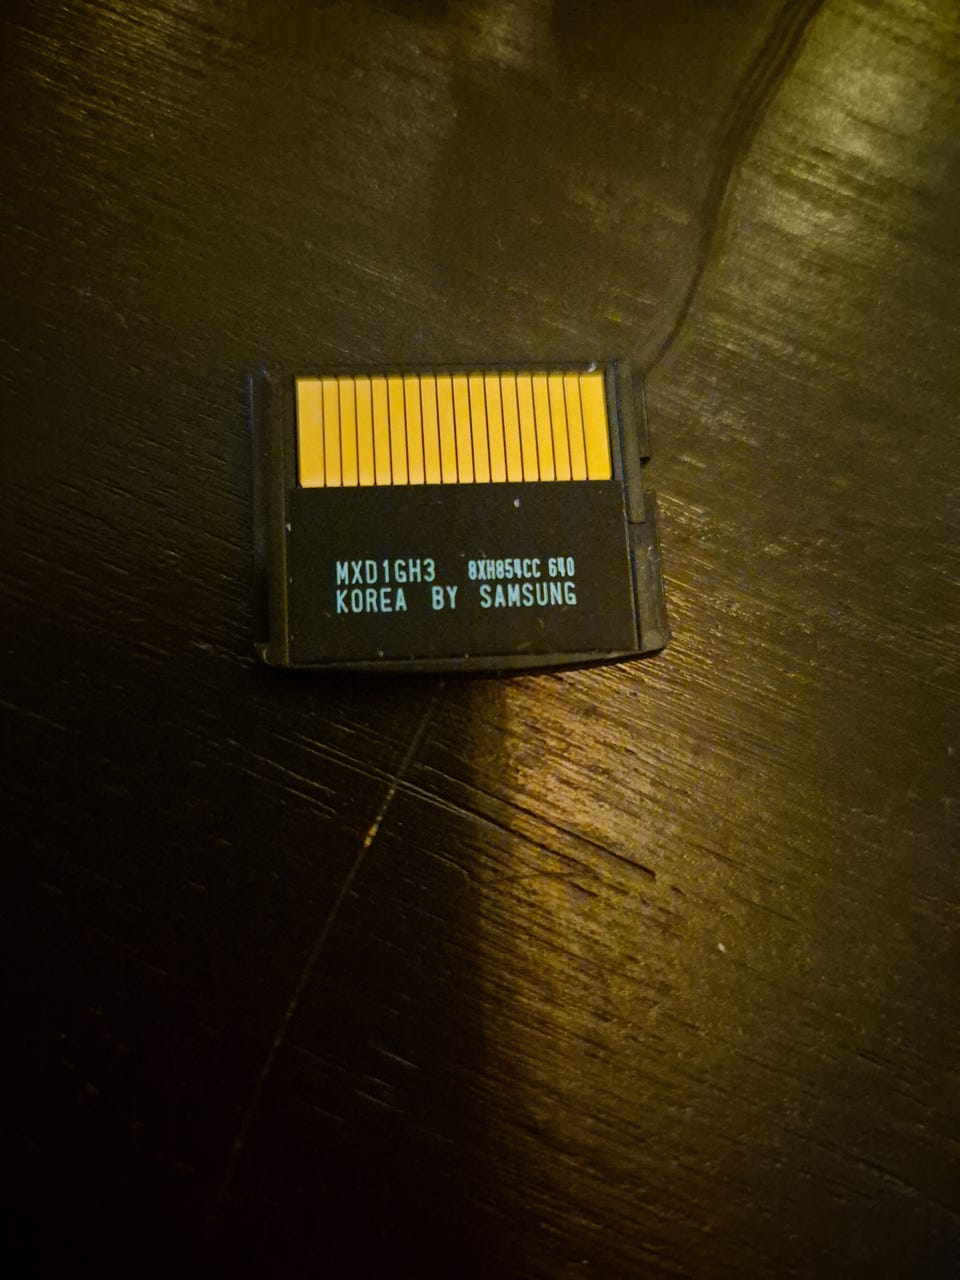 MXD1GH3 8XH854CC 640
KOREA BY SAMSUNG